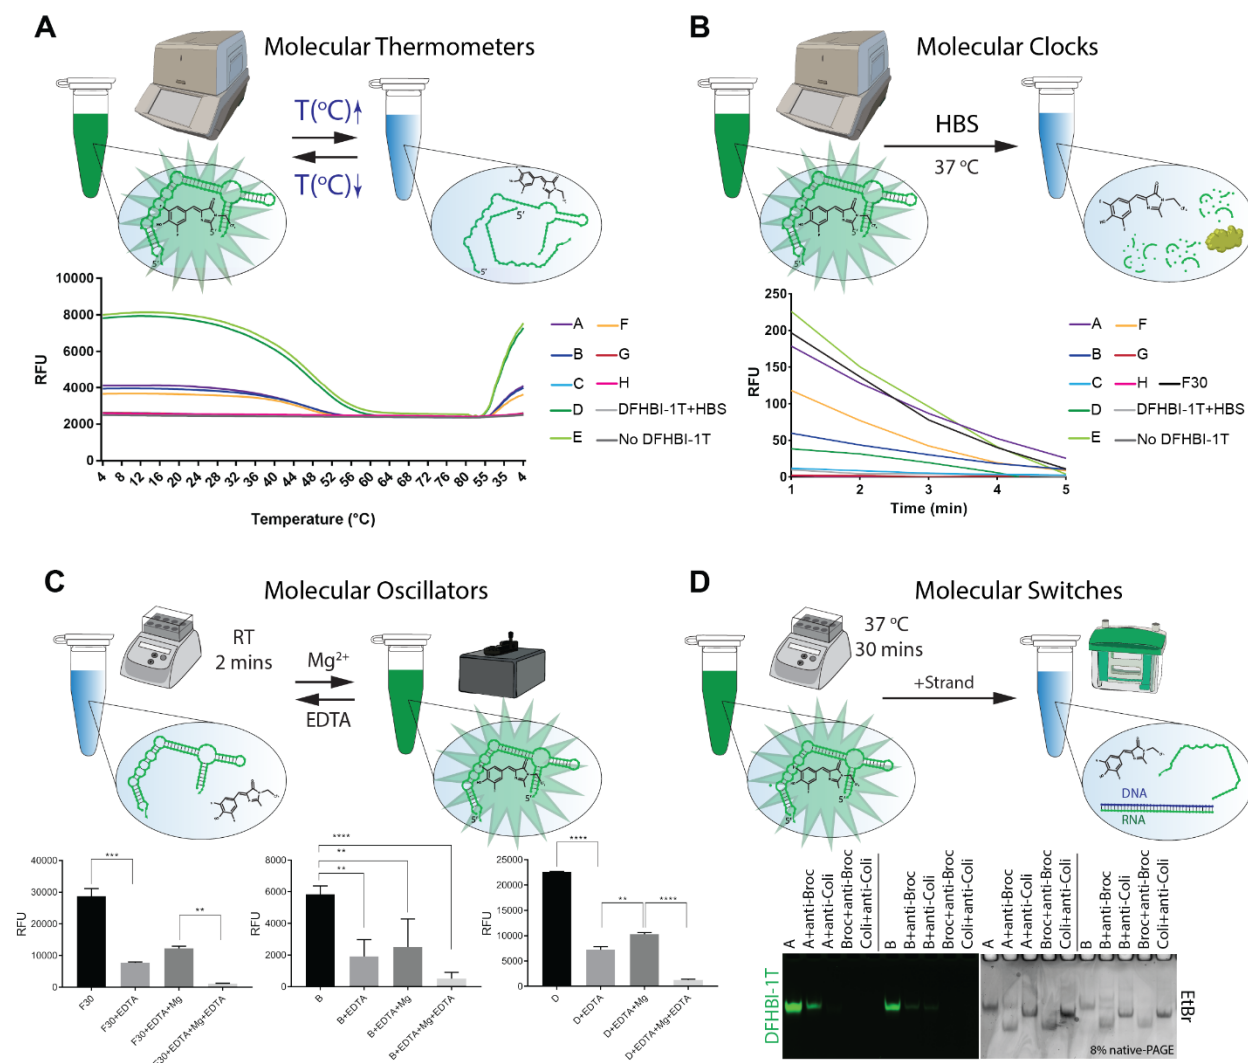 A
Molecular Thermometers
T(°C)↑
T(°C)↓
5'
5'
5'
10000
8000
6000
4000
2000
0
RFU
4 8 12 16 20 24 28 32 36 40 44 48 52 56 60 64 68 72 76 80 55 35 4
Temperature (°C)
A F
B G
C H
D DFHBI-1T+HBS
E No DFHBI-1T
B
Molecular Clocks
HBS
37 ºC
5'
250
200
150
100
50
0
RFU
1 2 3 4 5
Time (min)
A F
B G
C H F30
D DFHBI-1T+HBS
E No DFHBI-1T
C
Molecular Oscillators
RT
2 mins
Mg²⁺
EDTA
5'
5'
40000
30000
20000
10000
0
RFU
***
**
F30
F30+EDTA
F30+EDTA+Mg
F30+EDTA+Mg+EDTA
8000
6000
4000
2000
0
RFU
****
**
**
B
B+EDTA
B+EDTA+Mg
B+EDTA+Mg+EDTA
25000
20000
15000
10000
5000
0
RFU
****
**
****
D
D+EDTA
D+EDTA+Mg
D+EDTA+Mg+EDTA
D
Molecular Switches
37 ºC
30 mins
+Strand
5'
DNA
RNA
A
A+anti-Broc
A+anti-Coli
Broc+anti-Broc
Coli+anti-Coli
B
B+anti-Broc
B+anti-Coli
Broc+anti-Broc
Coli+anti-Coli
A
A+anti-Broc
A+anti-Coli
Broc+anti-Broc
Coli+anti-Coli
B
B+anti-Broc
B+anti-Coli
Broc+anti-Broc
Coli+anti-Coli
DFHBI-1T
EtBr
8% native-PAGE